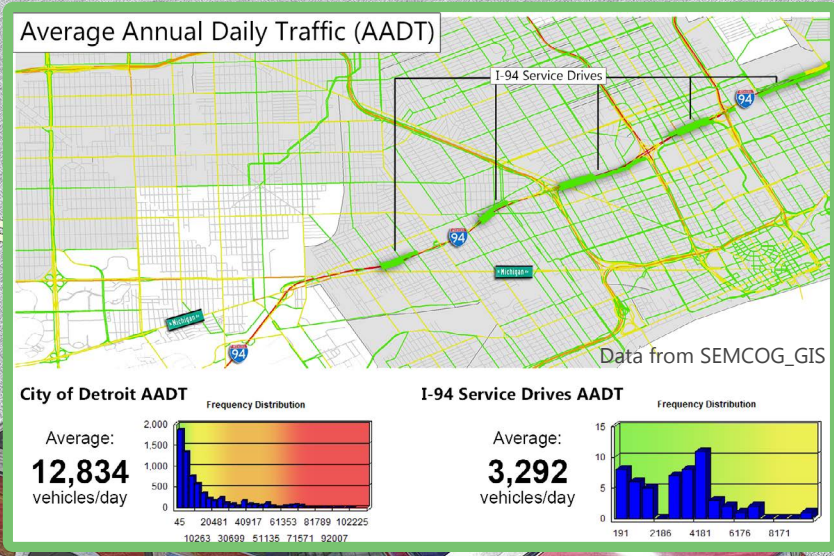 Average Annual Daily Traffic (AADT)
I-94 Service Drives
94
94
Michigan
Michigan
94
Data from SEMCOG_GIS
City of Detroit AADT
Frequency Distribution
Average:
12,834
vehicles/day
2,000
1,500
1,000
500
0
45 20481 40917 61353 81789 102225
10263 30699 51135 71571 92007
I-94 Service Drives AADT
Frequency Distribution
Average:
3,292
vehicles/day
15
10
5
0
191 2186 4181 6176 8171